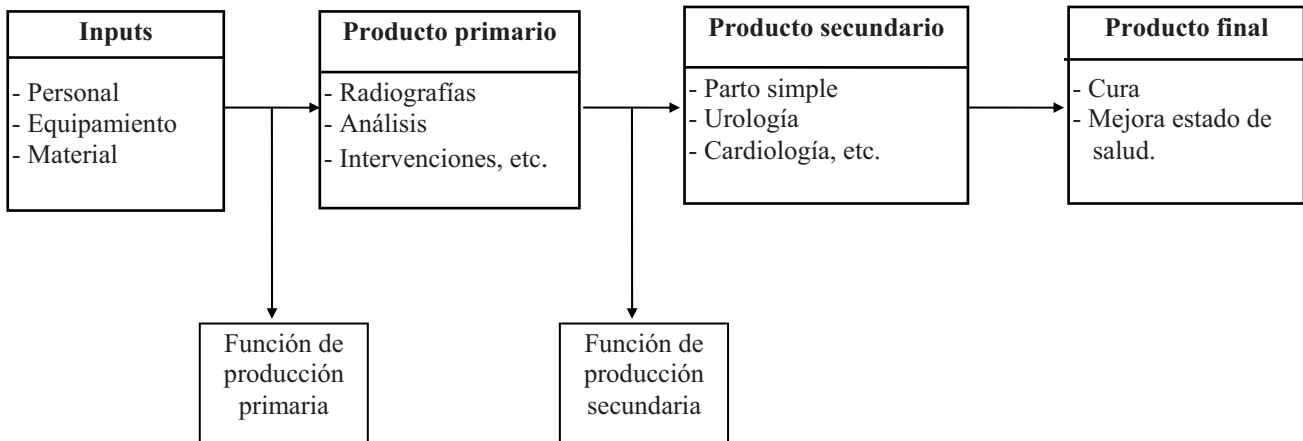 Inputs
- Personal
- Equipamiento
- Material
Producto primario
- Radiografías
- Análisis
- Intervenciones, etc.
Producto secundario
- Parto simple
- Urología
- Cardiología, etc.
Producto final
- Cura
- Mejora estado de
salud.
Función de
producción
primaria
Función de
producción
secundaria